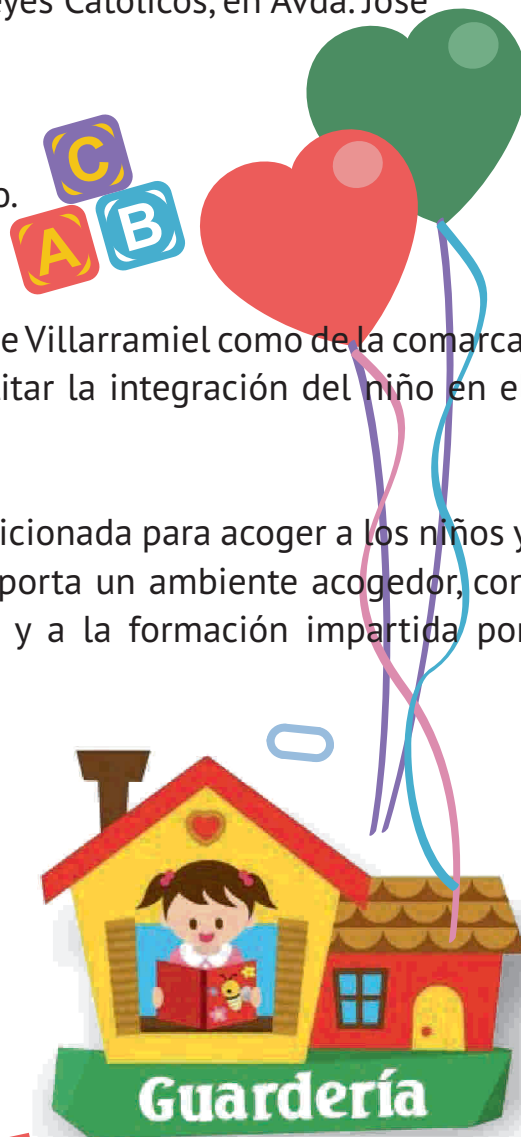 eyes Católicos, en Avda. José
o.
C
A B
e Villarramiel como de la comarca
itar la integración del niño en e
icionada para acoger a los niños y
porta un ambiente acogedor, con
y a la formación impartida por
Guardería